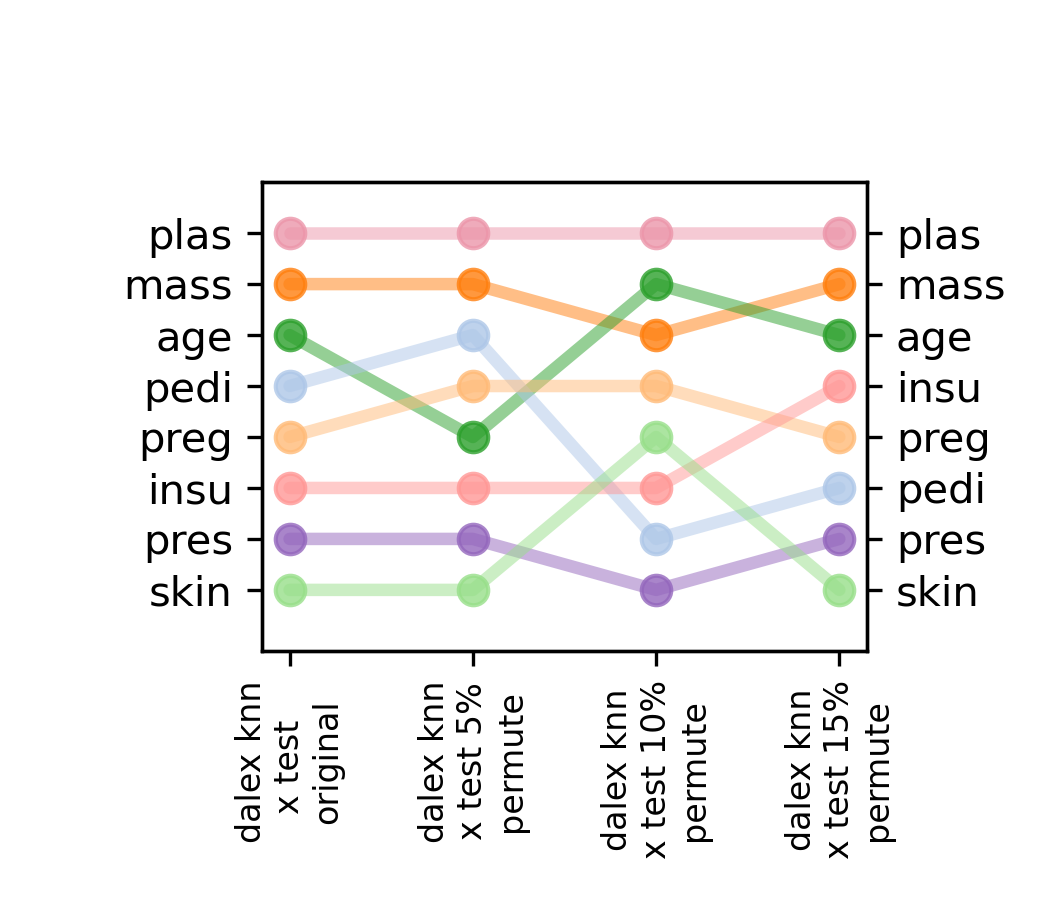 plas
mass
age
pedi
preg
insu
pres
skin
plas
mass
age
insu
preg
pedi
pres
skin
dalex knn
x test
original
dalex knn
x test 5%
permute
dalex knn
x test 10%
permute
dalex knn
x test 15%
permute